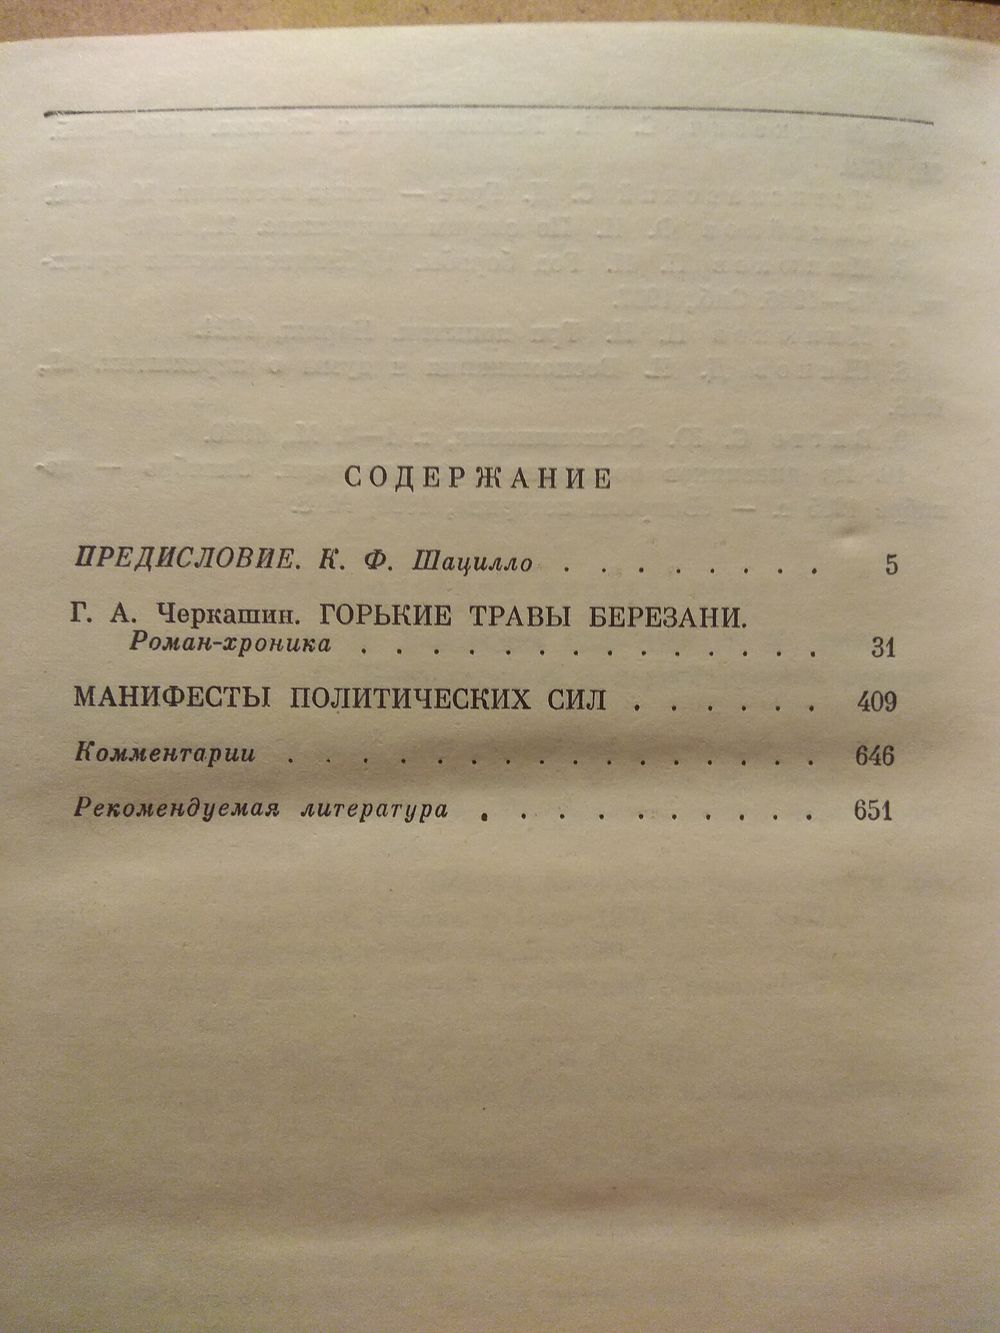 СОДЕРЖАНИЕ
ПРЕДИСЛОВИЕ. К. Ф. Шацилло . . . . . . . . 5
Г. А. Черкашин. ГОРЬКИЕ ТРАВЫ БЕРЕЗАНИ.
Роман-хроника . . . . . . . . . . . . . 31
МАНИФЕСТЫ ПОЛИТИЧЕСКИХ СИЛ . . . . . . 409
Комментарии . . . . . . . . . . . . . . . 646
Рекомендуемая литература . . . . . . . . . . 651